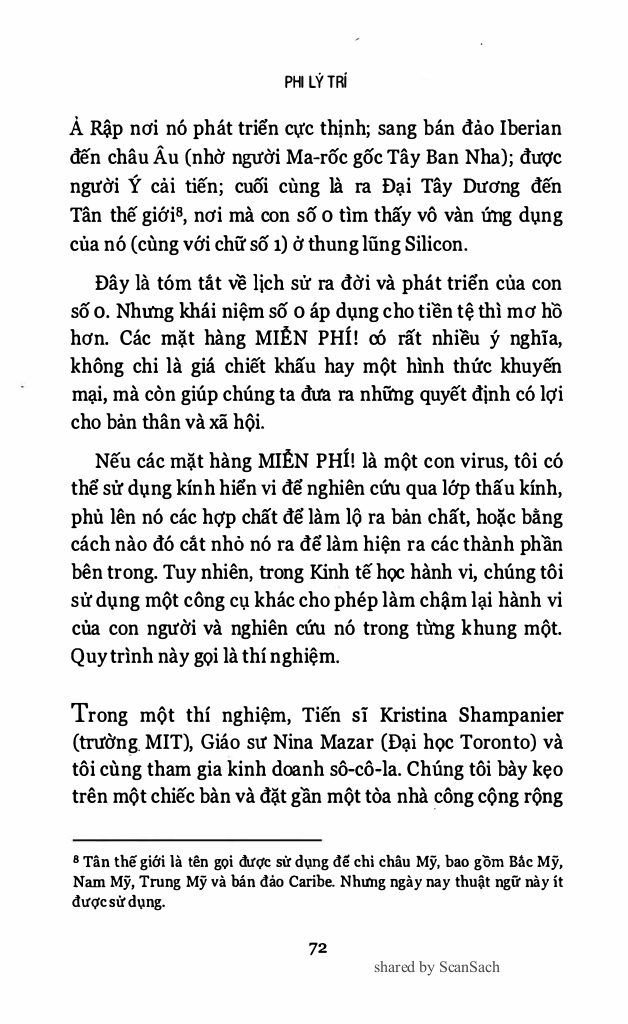 PHI LÝ TRÍ
Ả Rập nơi nó phát triển cực thịnh; sang bán đảo Iberian
đến châu Âu (nhờ người Ma-rốc gốc Tây Ban Nha); được
người Ý cải tiến; cuối cùng là ra Đại Tây Dương đến
Tân thế giới⁸, nơi mà con số 0 tìm thấy vô vàn ứng dụng
của nó (cùng với chữ số 1) ở thung lũng Silicon.
Đây là tóm tắt về lịch sử ra đời và phát triển của con
số 0. Nhưng khái niệm số 0 áp dụng cho tiền tệ thì mơ hồ
hơn. Các mặt hàng MIỄN PHÍ! có rất nhiều ý nghĩa,
không chỉ là giá chiết khấu hay một hình thức khuyến
mại, mà còn giúp chúng ta đưa ra những quyết định có lợi
cho bản thân và xã hội.
Nếu các mặt hàng MIỄN PHÍ! là một con virus, tôi có
thể sử dụng kính hiển vi để nghiên cứu qua lớp thấu kính,
phủ lên nó các hợp chất để làm lộ ra bản chất, hoặc bằng
cách nào đó cắt nhỏ nó ra để làm hiện ra các thành phần
bên trong. Tuy nhiên, trong Kinh tế học hành vi, chúng tôi
sử dụng một công cụ khác cho phép làm chậm lại hành vi
của con người và nghiên cứu nó trong từng khung một.
Quy trình này gọi là thí nghiệm.
Trong một thí nghiệm, Tiến sĩ Kristina Shampanier
(trường MIT), Giáo sư Nina Mazar (Đại học Toronto) và
tôi cùng tham gia kinh doanh sô-cô-la. Chúng tôi bày kẹo
trên một chiếc bàn và đặt gần một tòa nhà công cộng rộng
⁸ Tân thế giới là tên gọi được sử dụng để chỉ châu Mỹ, bao gồm Bắc Mỹ,
Nam Mỹ, Trung Mỹ và bán đảo Caribe. Nhưng ngày nay thuật ngữ này ít
được sử dụng.
72
shared by ScanSach